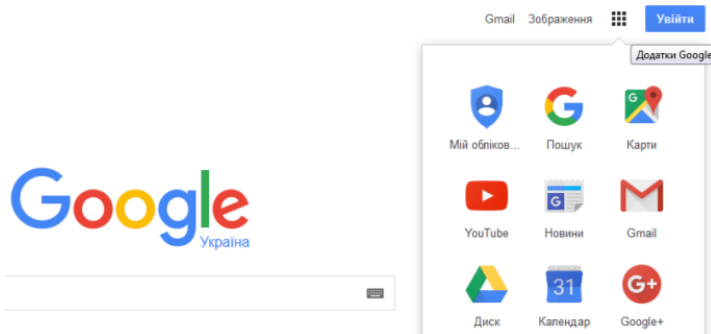 Gmail Зображення Увійти
Додатки Google
Мій обліков... Пошук Карти
G
YouTube Новини Gmail
Google
Україна
31 G+
Диск Календар Google+